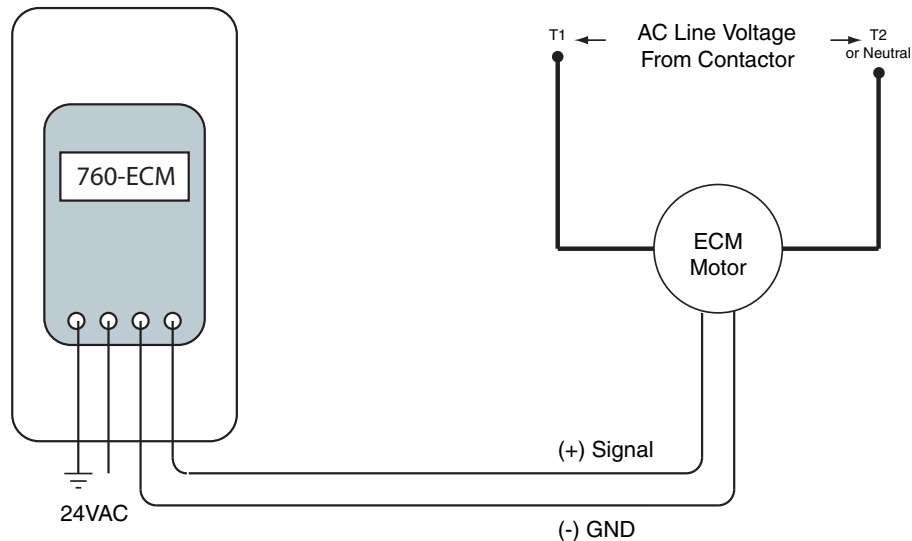 T1
AC Line Voltage
From Contactor
T2
or Neutral
760-ECM
ECM
Motor
(+) Signal
24VAC
(-) GND